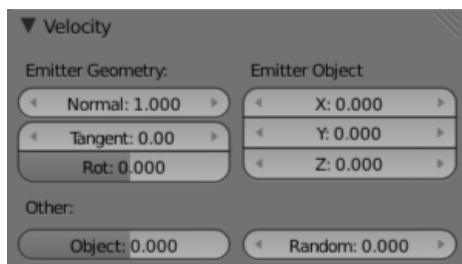 Velocity
Emitter Geometry: Emitter Object
Normal: 1.000 X: 0.000
Tangent: 0.00 Y: 0.000
Rot: 0.000 Z: 0.000
Other:
Object: 0.000 Random: 0.000